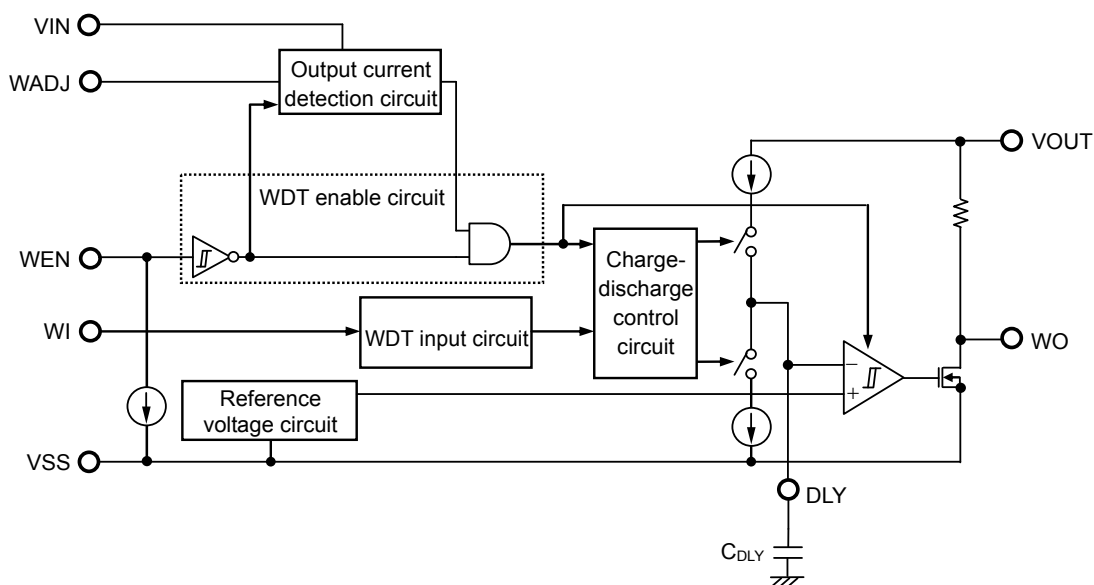 VIN
WADJ
Output current
detection circuit
VOUT
WDT enable circuit
WEN
Charge-
discharge
control
circuit
WI
WDT input circuit
WO
−
+
Reference
voltage circuit
VSS
DLY
CDLY